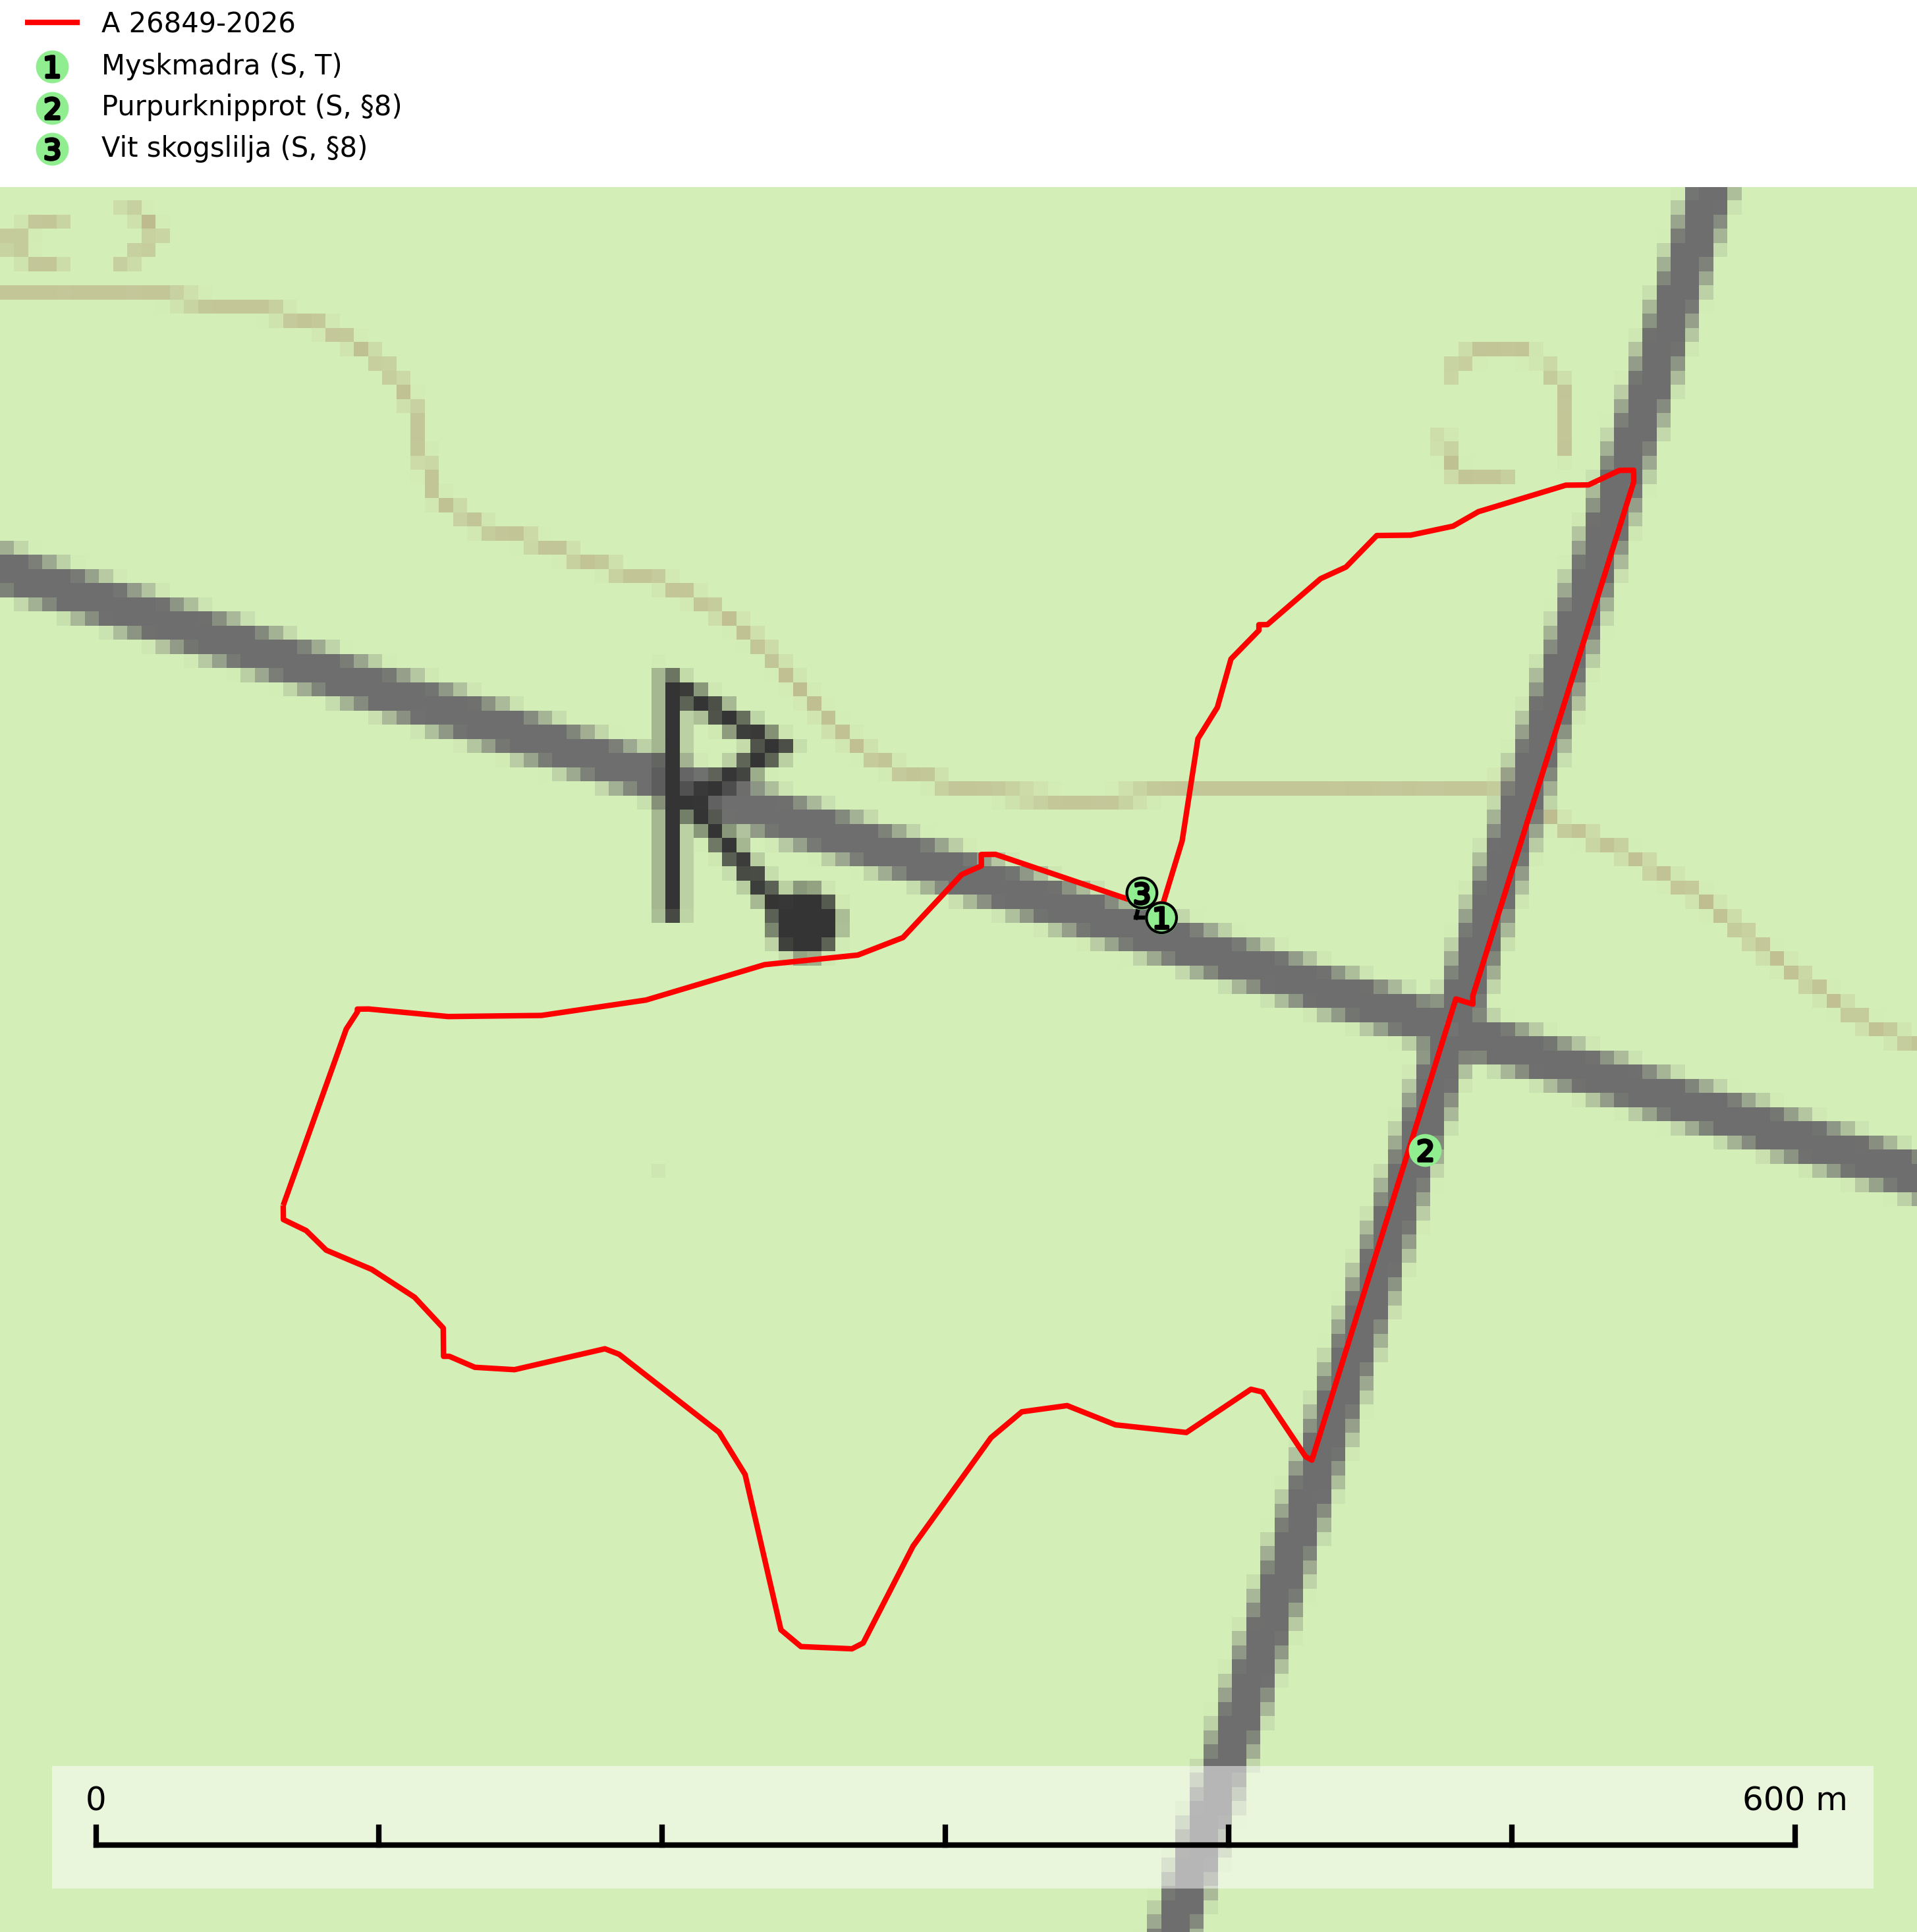 A 26849-2026
1 Myskmadra (S, T)
2 Purpurknipprot (S, §8)
3 Vit skogslilja (S, §8)
R
3
1
2
0 600 m